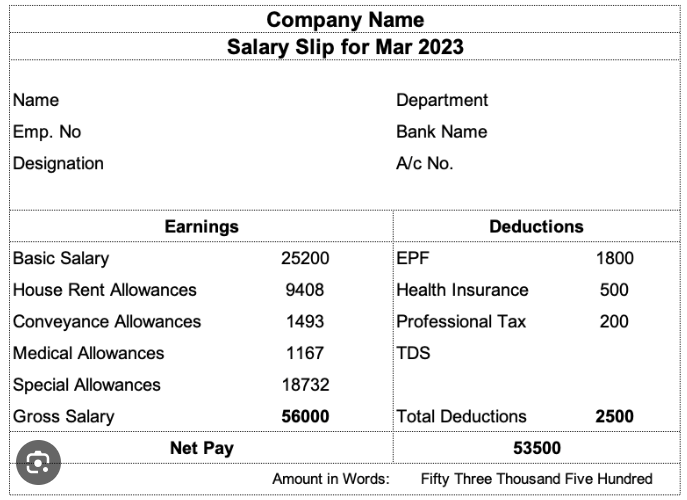 Company Name
Salary Slip for Mar 2023
Name Department
Emp. No Bank Name
Designation A/c No.
Earnings Deductions
Basic Salary 25200 EPF 1800
House Rent Allowances 9408 Health Insurance 500
Conveyance Allowances 1493 Professional Tax 200
Medical Allowances 1167 TDS
Special Allowances 18732
Gross Salary 56000 Total Deductions 2500
Net Pay 53500
Amount in Words: Fifty Three Thousand Five Hundred